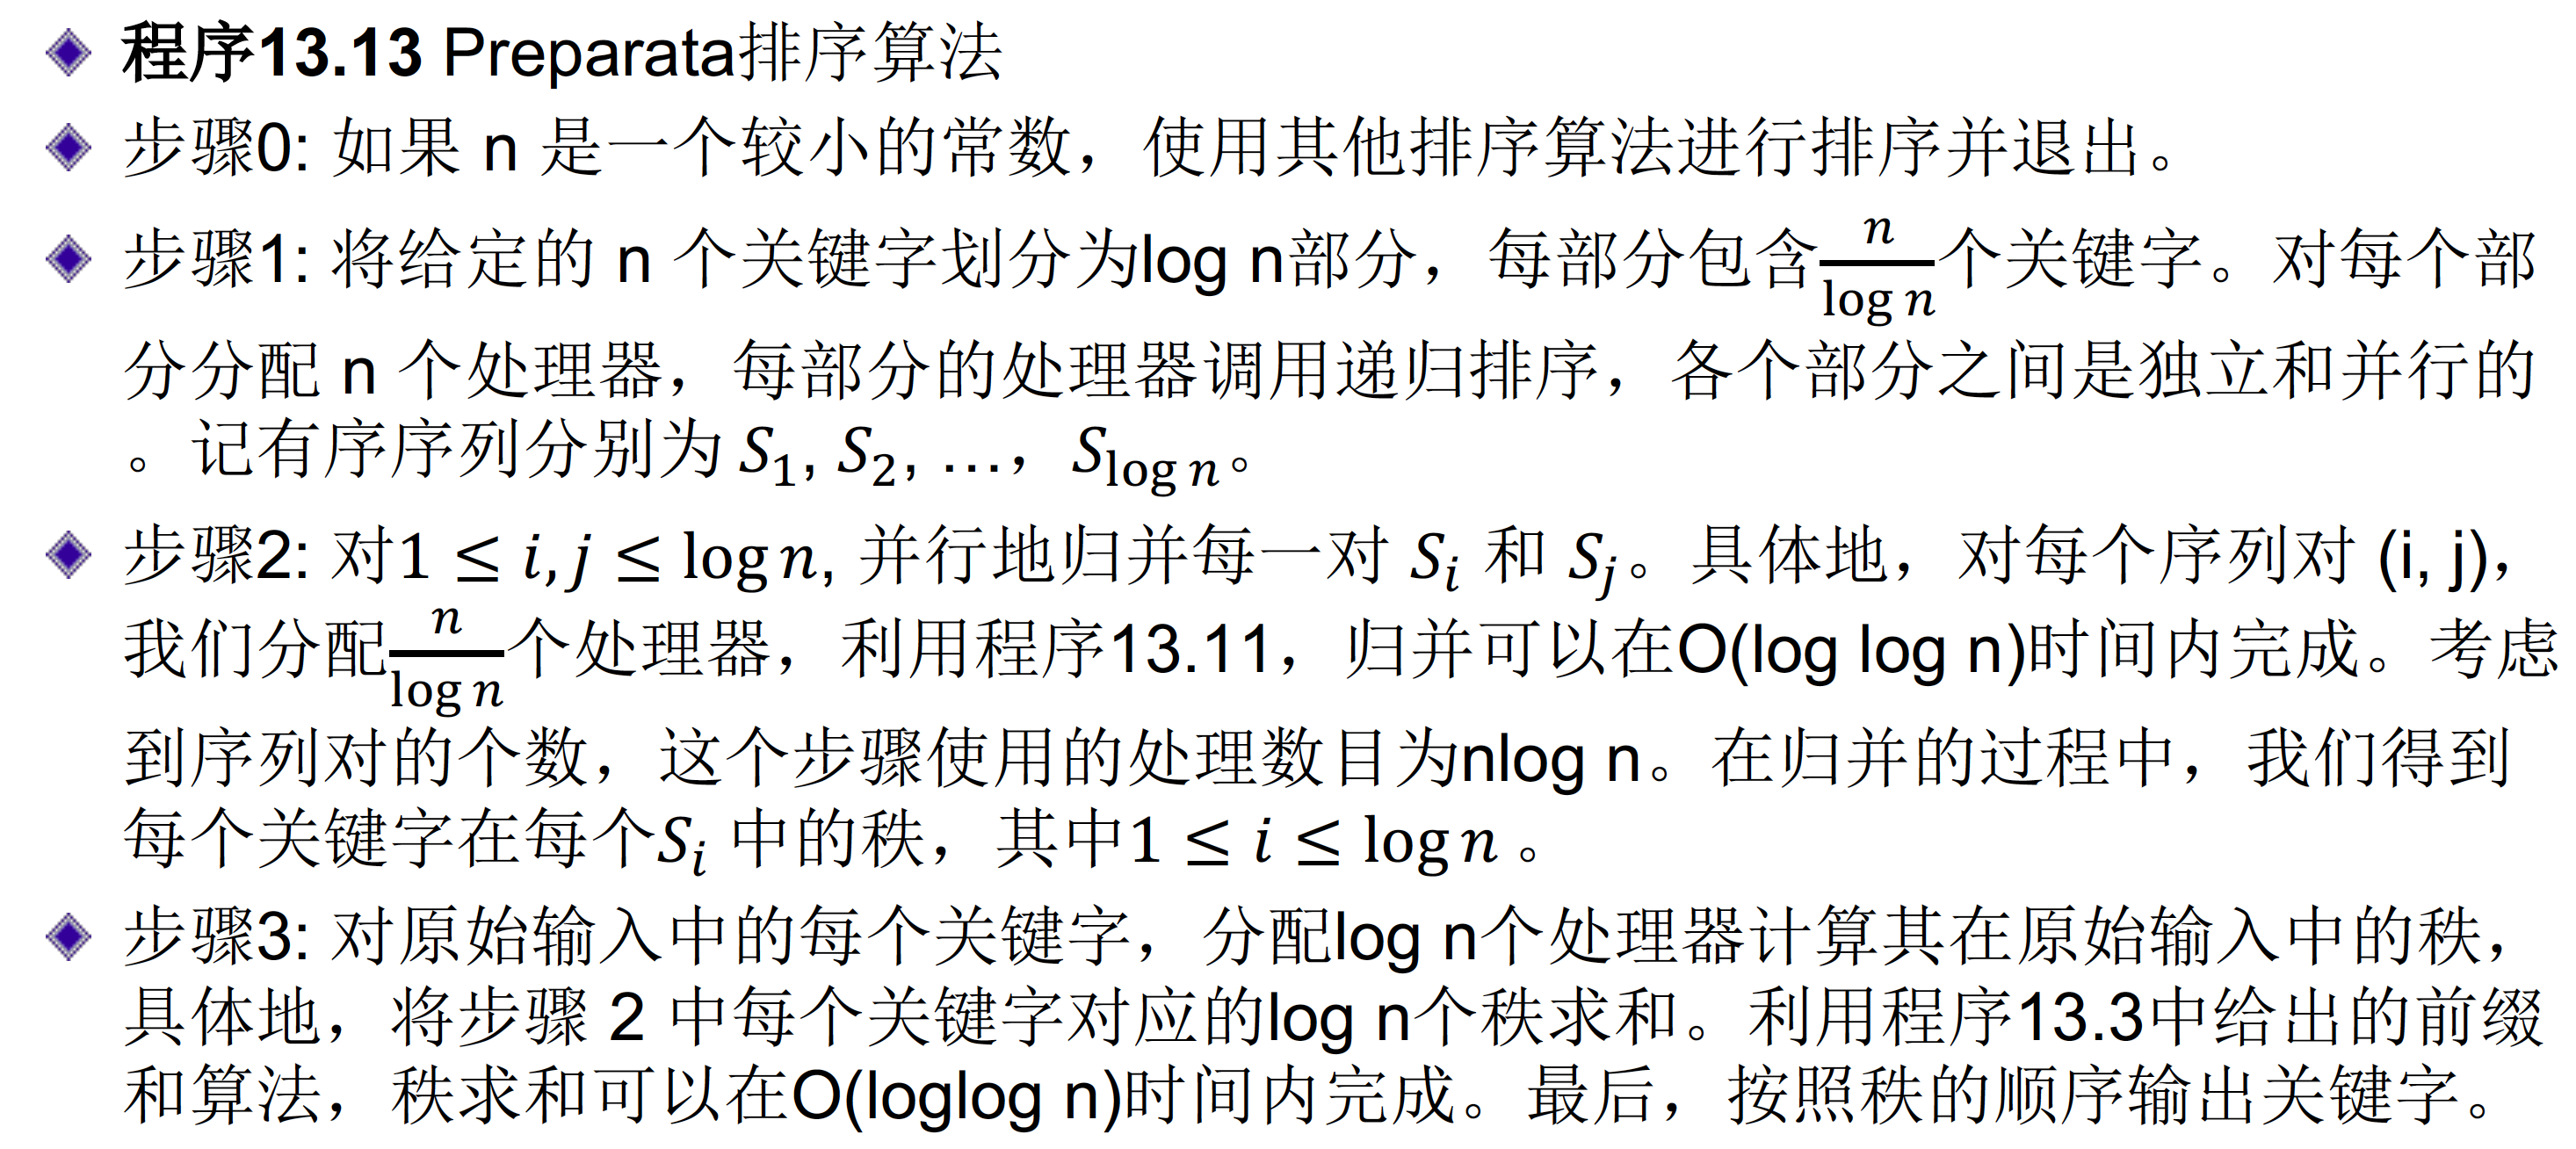 程序13.13 Preparata排序算法
步骤0: 如果 n 是一个较小的常数，使用其他排序算法进行排序并退出。
步骤1: 将给定的 n 个关键字划分为log n部分，每部分包含$\frac{n}{\log n}$个关键字。对每个部
分分配 n 个处理器，每部分的处理器调用递归排序，各个部分之间是独立和并行的
。记有序序列分别为 $S_1$, $S_2$, …，$S_{\log n}$。
步骤2: 对$1 \leq i, j \leq \log n$, 并行地归并每一对 $S_i$ 和 $S_j$。具体地，对每个序列对 (i, j)，
我们分配$\frac{n}{\log n}$个处理器，利用程序13.11，归并可以在O(log log n)时间内完成。考虑
到序列对的个数，这个步骤使用的处理数目为nlog n。在归并的过程中，我们得到
每个关键字在每个$S_i$ 中的秩，其中$1 \leq i \leq \log n$ 。
步骤3: 对原始输入中的每个关键字，分配log n个处理器计算其在原始输入中的秩，
具体地，将步骤 2 中每个关键字对应的log n个秩求和。利用程序13.3中给出的前缀
和算法，秩求和可以在O(loglog n)时间内完成。最后，按照秩的顺序输出关键字。